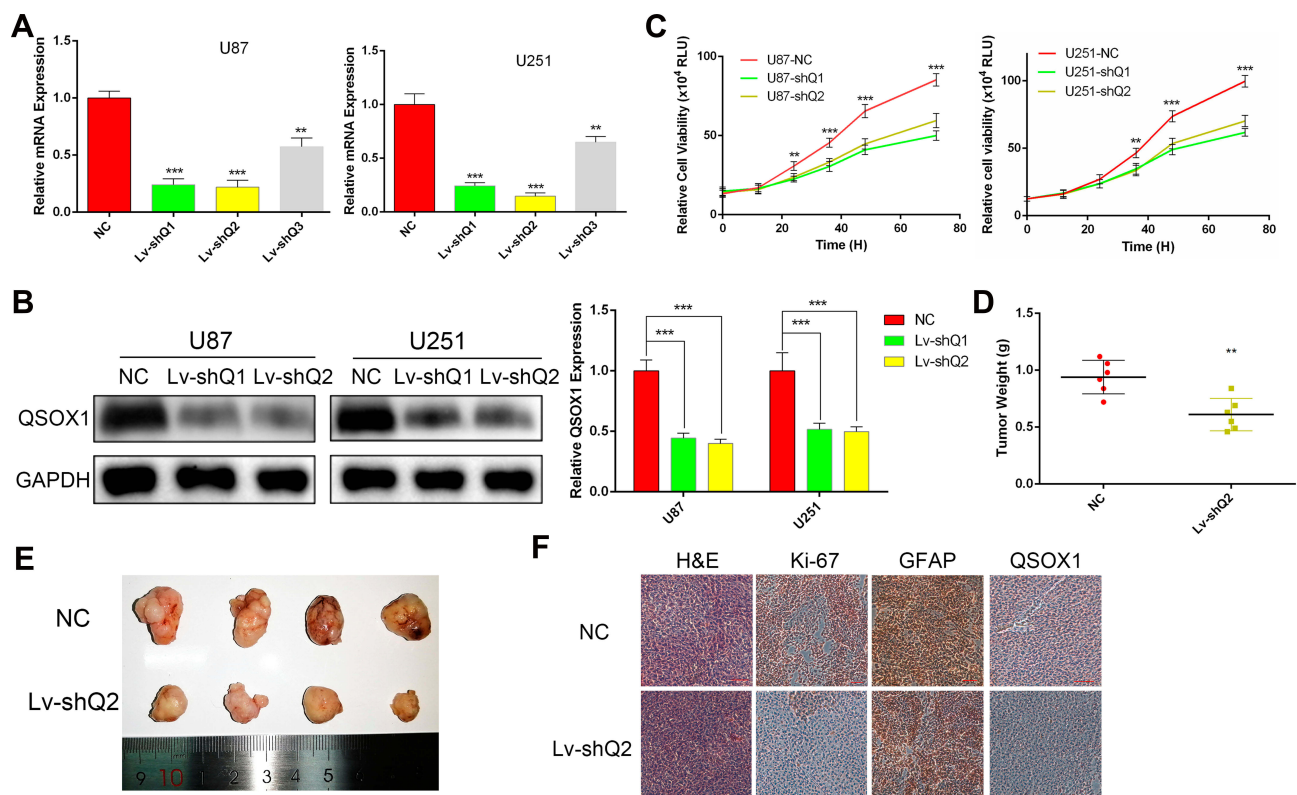 A
U87
Relative mRNA Expression
1.5
1.0
0.5
0.0
***
***
**
NC
Lv-shQ1
Lv-shQ2
Lv-shQ3
U251
Relative mRNA Expression
1.5
1.0
0.5
0.0
***
***
**
NC
Lv-shQ1
Lv-shQ2
Lv-shQ3
C
Relative Cell Viability (x10⁴ RLU)
100
50
0
U87-NC
U87-shQ1
U87-shQ2
**
***
***
***
0 20 40 60 80
Time (H)
Relative cell viability (x10⁴ RLU)
100
50
0
U251-NC
U251-shQ1
U251-shQ2
**
***
***
0 20 40 60 80
Time (H)
B
U87
U251
NC Lv-shQ1 Lv-shQ2
NC Lv-shQ1 Lv-shQ2
QSOX1
GAPDH
Relative QSOX1 Expression
1.5
1.0
0.5
0.0
***
***
***
***
U87
U251
NC
Lv-shQ1
Lv-shQ2
D
Tumor Weight (g)
1.5
1.0
0.5
0.0
**
NC
Lv-shQ2
E
NC
Lv-shQ2
9 10 1 2 3 4 5
F
H&E Ki-67 GFAP QSOX1
NC
Lv-shQ2